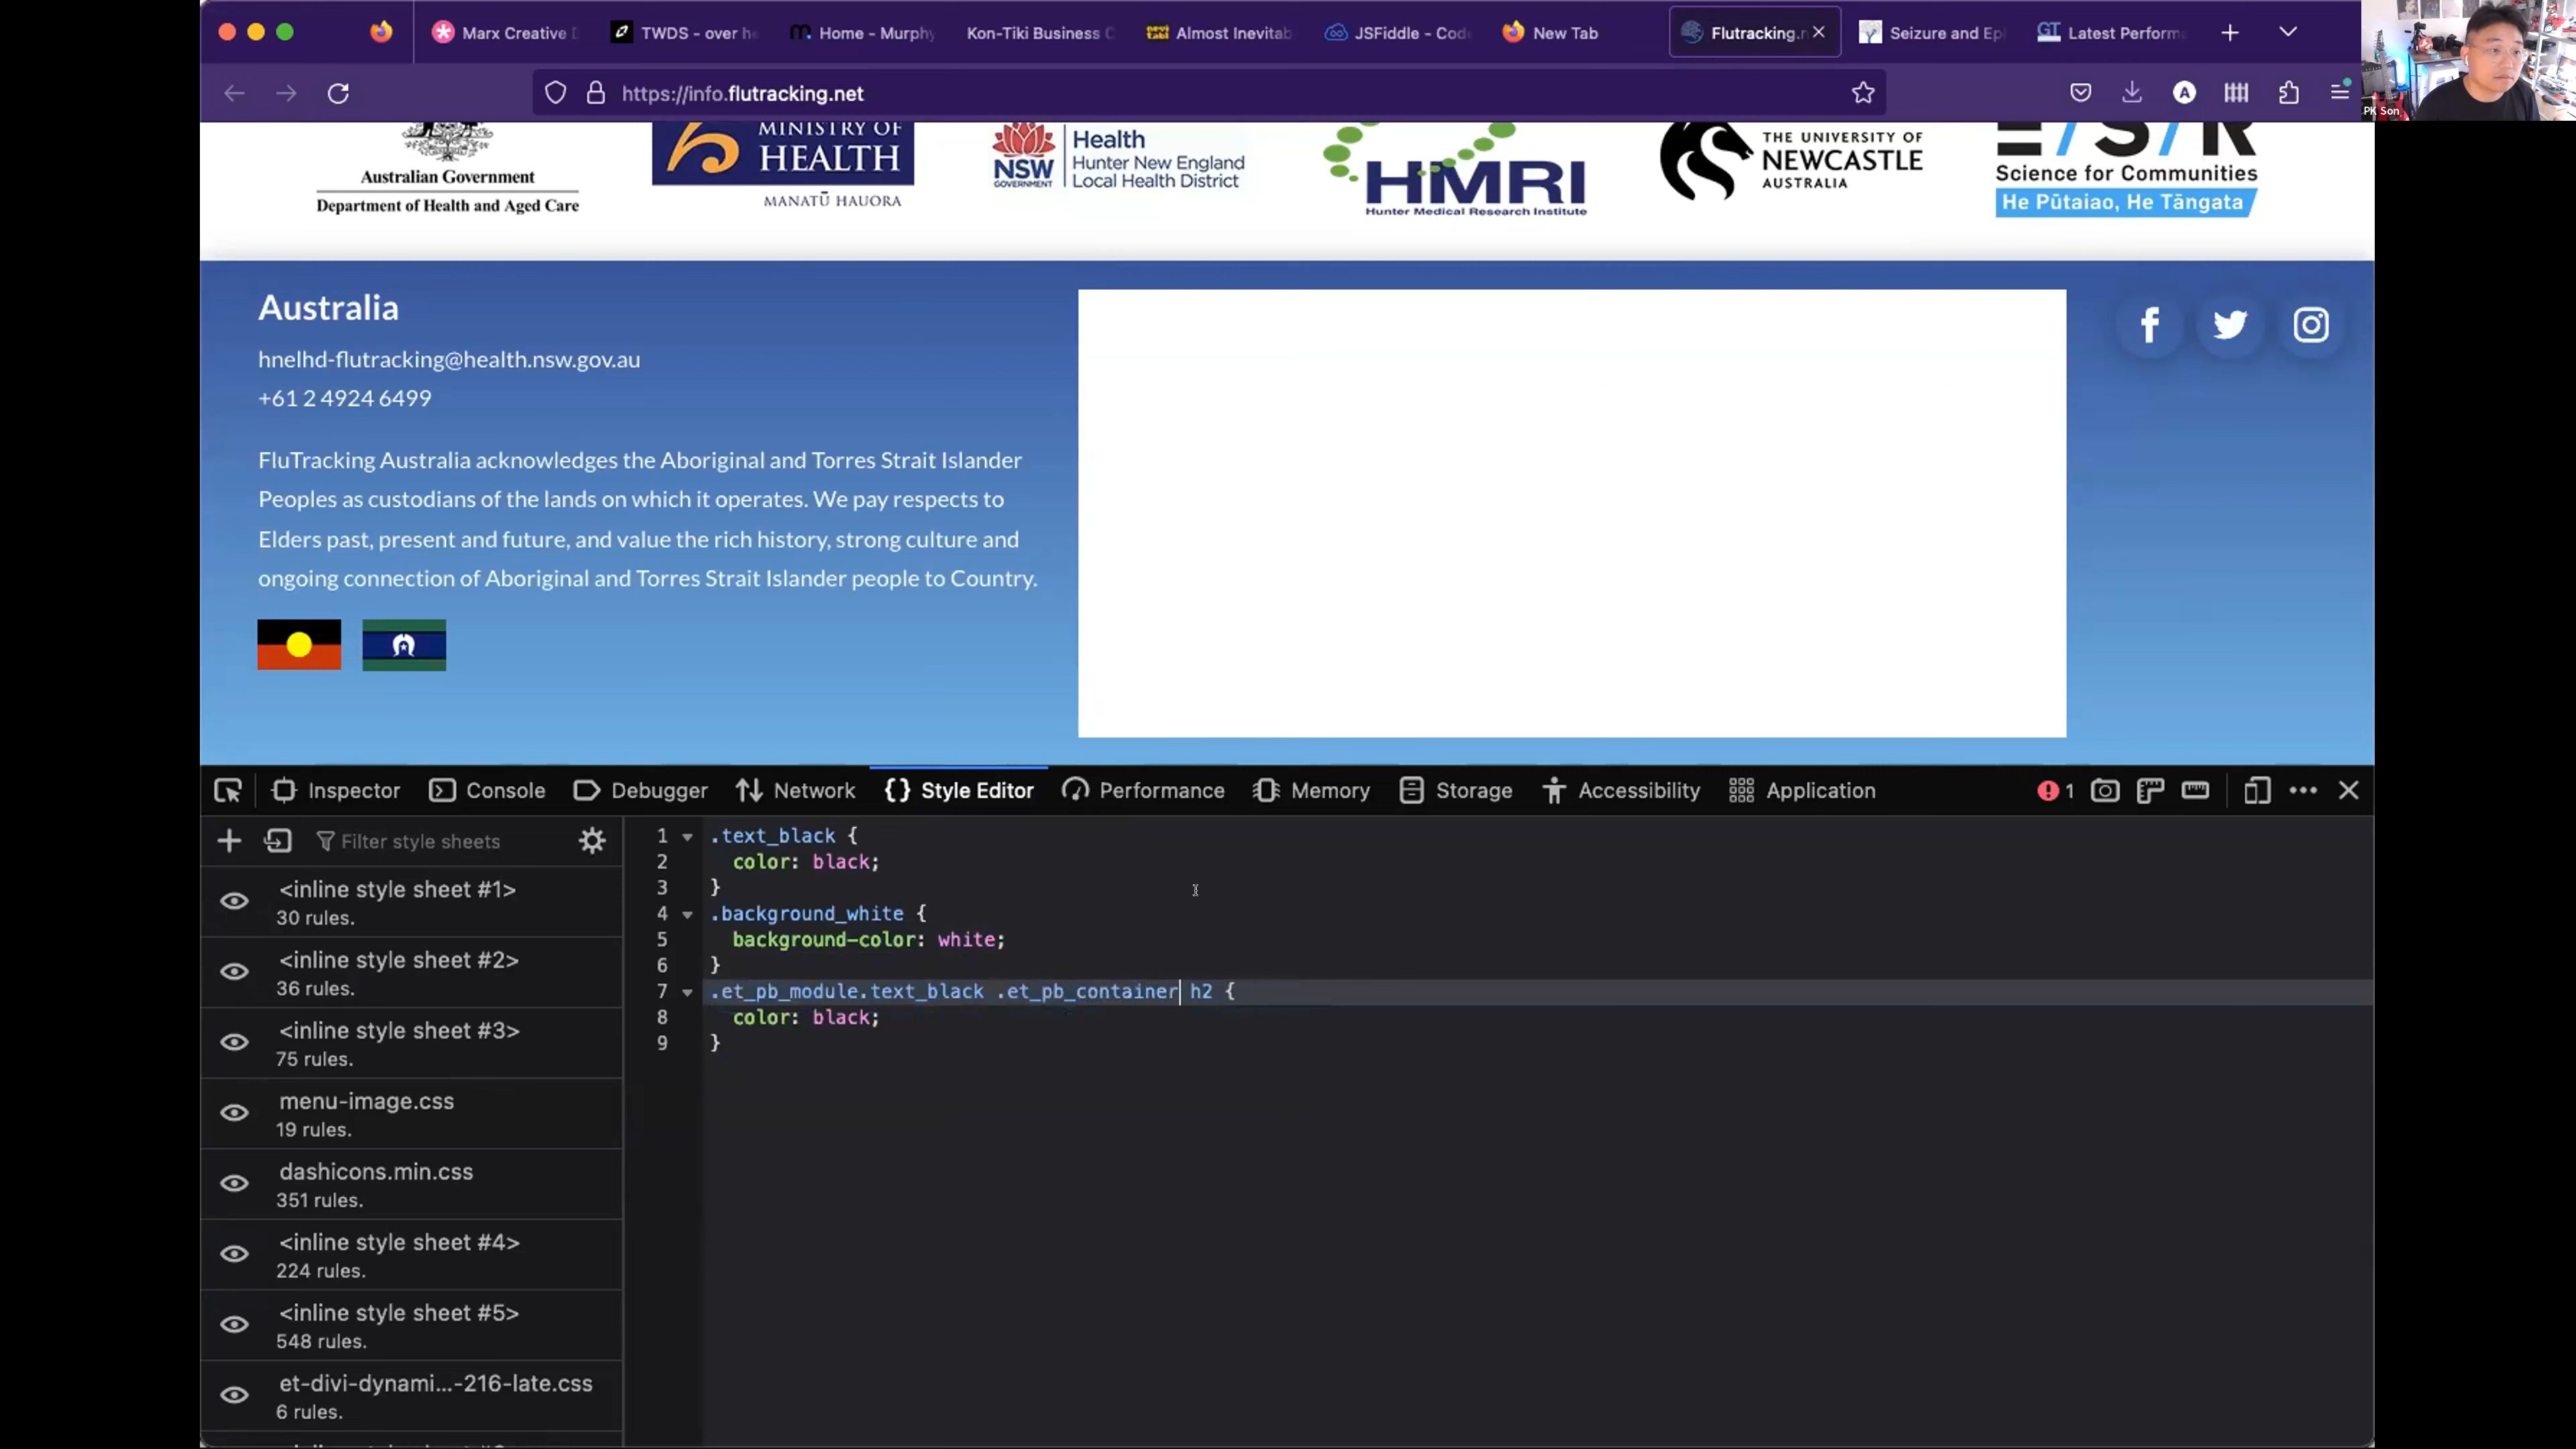 Marx Creative D
TWDS - over he
Home - Murphy
Kon-Tiki Business C
Almost Inevitab
JSFiddle - Code
New Tab
Flutracking.n
Seizure and Epi
GT
Latest Performa
https://info.flutracking.net
PK Son
Australian Government
Department of Health and Aged Care
MINISTRY OF
HEALTH
MANATŪ HAUORA
NSW
GOVERNMENT
Health
Hunter New England
Local Health District
HMRI
Hunter Medical Research Institute
THE UNIVERSITY OF
NEWCASTLE
AUSTRALIA
E/S/R
Science for Communities
He Pūtaiao, He Tāngata
Australia
hnelhd-flutracking@health.nsw.gov.au
+61 2 4924 6499
FluTracking Australia acknowledges the Aboriginal and Torres Strait Islander
Peoples as custodians of the lands on which it operates. We pay respects to
Elders past, present and future, and value the rich history, strong culture and
ongoing connection of Aboriginal and Torres Strait Islander people to Country.
Inspector
Console
Debugger
Network
Style Editor
Performance
Memory
Storage
Accessibility
Application
1
Filter style sheets
<inline style sheet #1>
30 rules.
<inline style sheet #2>
36 rules.
<inline style sheet #3>
75 rules.
menu-image.css
19 rules.
dashicons.min.css
351 rules.
<inline style sheet #4>
224 rules.
<inline style sheet #5>
548 rules.
et-divi-dynami...-216-late.css
6 rules.
1 .text_black {
2 color: black;
3 }
4 .background_white {
5 background-color: white;
6 }
7 .et_pb_module.text_black .et_pb_container h2 {
8 color: black;
9 }